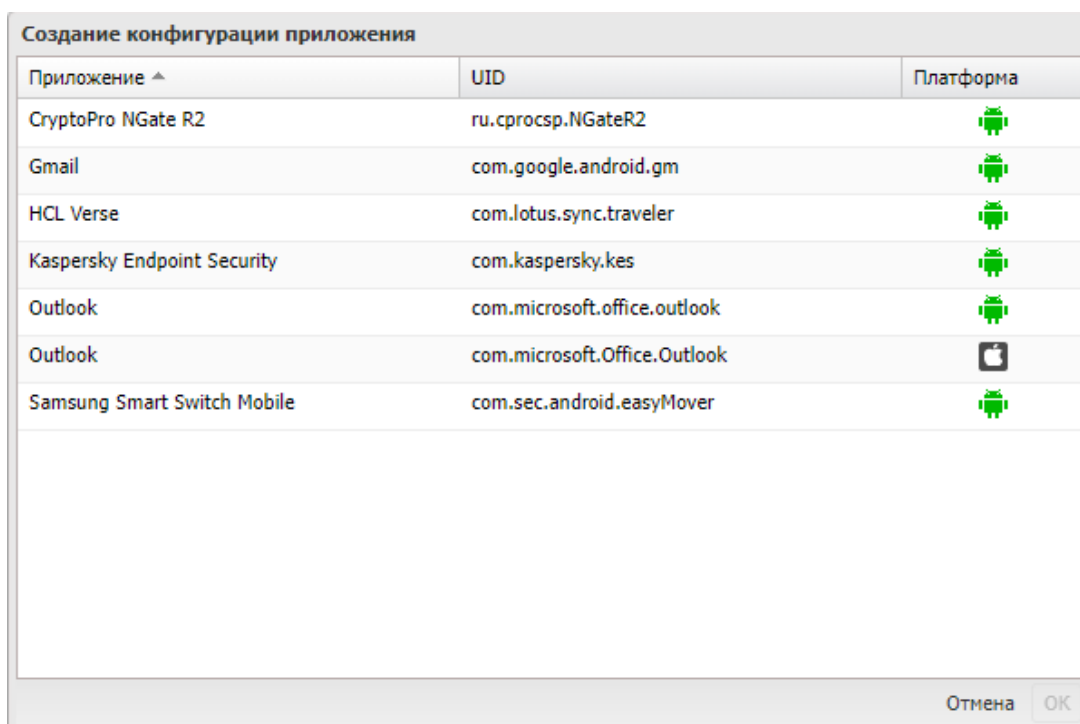 Создание конфигурации приложения
Приложение UID Платформа
CryptoPro NGate R2 ru.cprocsp.NGateR2
Gmail com.google.android.gm
HCL Verse com.lotus.sync.traveler
Kaspersky Endpoint Security com.kaspersky.kes
Outlook com.microsoft.office.outlook
Outlook com.microsoft.Office.Outlook
Samsung Smart Switch Mobile com.sec.android.easyMover
Отмена OK